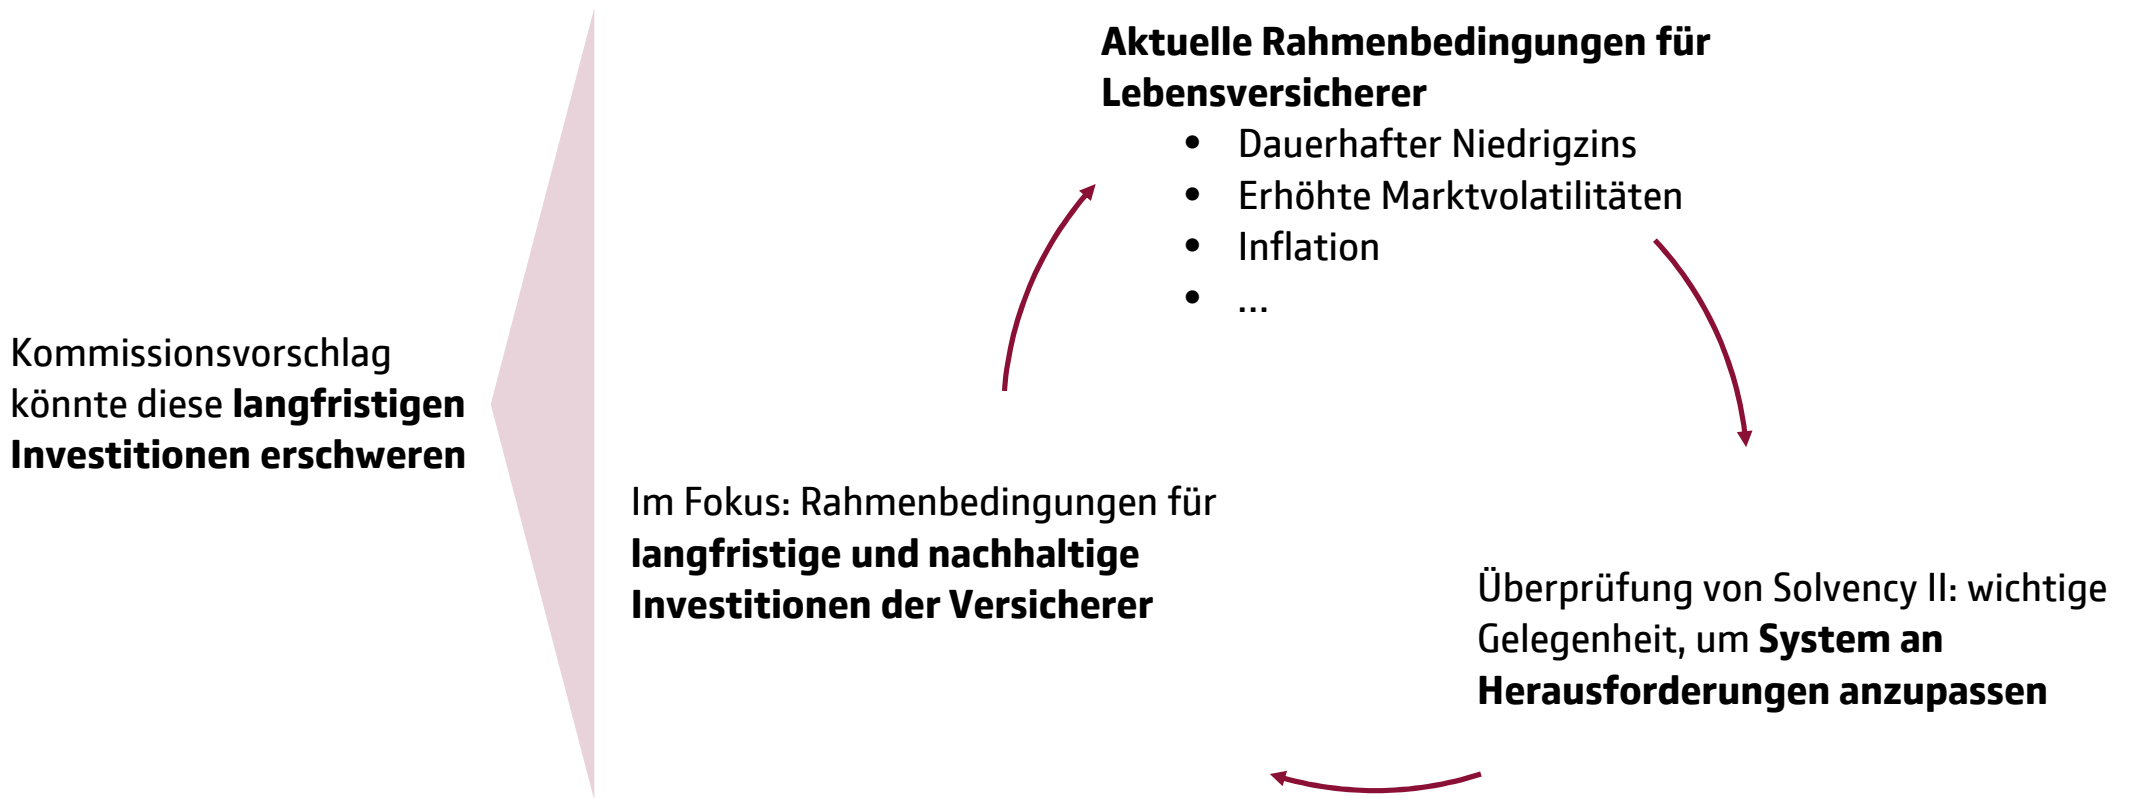 Kommissionsvorschlag
könnte diese langfristigen
Investitionen erschweren
Aktuelle Rahmenbedingungen für
Lebensversicherer
• Dauerhafter Niedrigzins
• Erhöhte Marktvolatilitäten
• Inflation
• ...
Im Fokus: Rahmenbedingungen für
langfristige und nachhaltige
Investitionen der Versicherer
Überprüfung von Solvency II: wichtige
Gelegenheit, um System an
Herausforderungen anzupassen